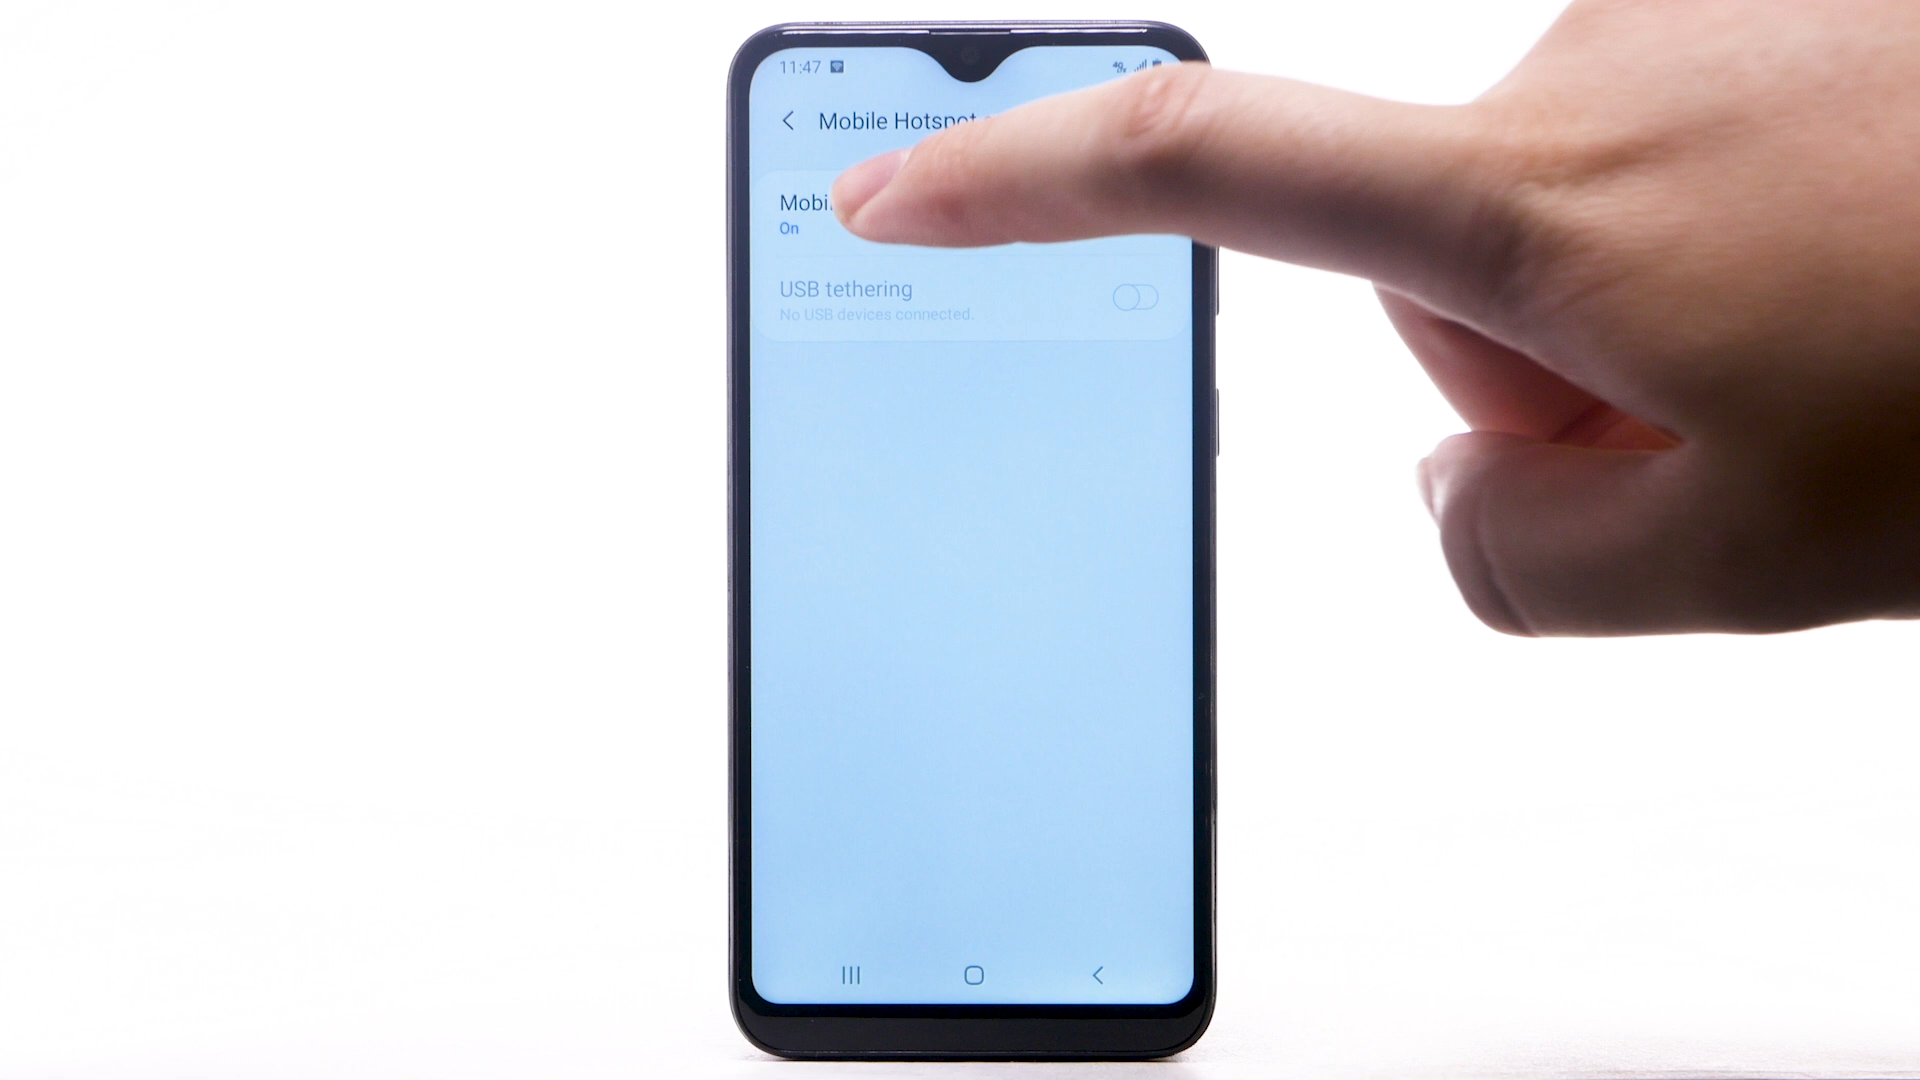 11:47
Mobile Hotspot
Mobi
On
USB tethering
No USB devices connected.